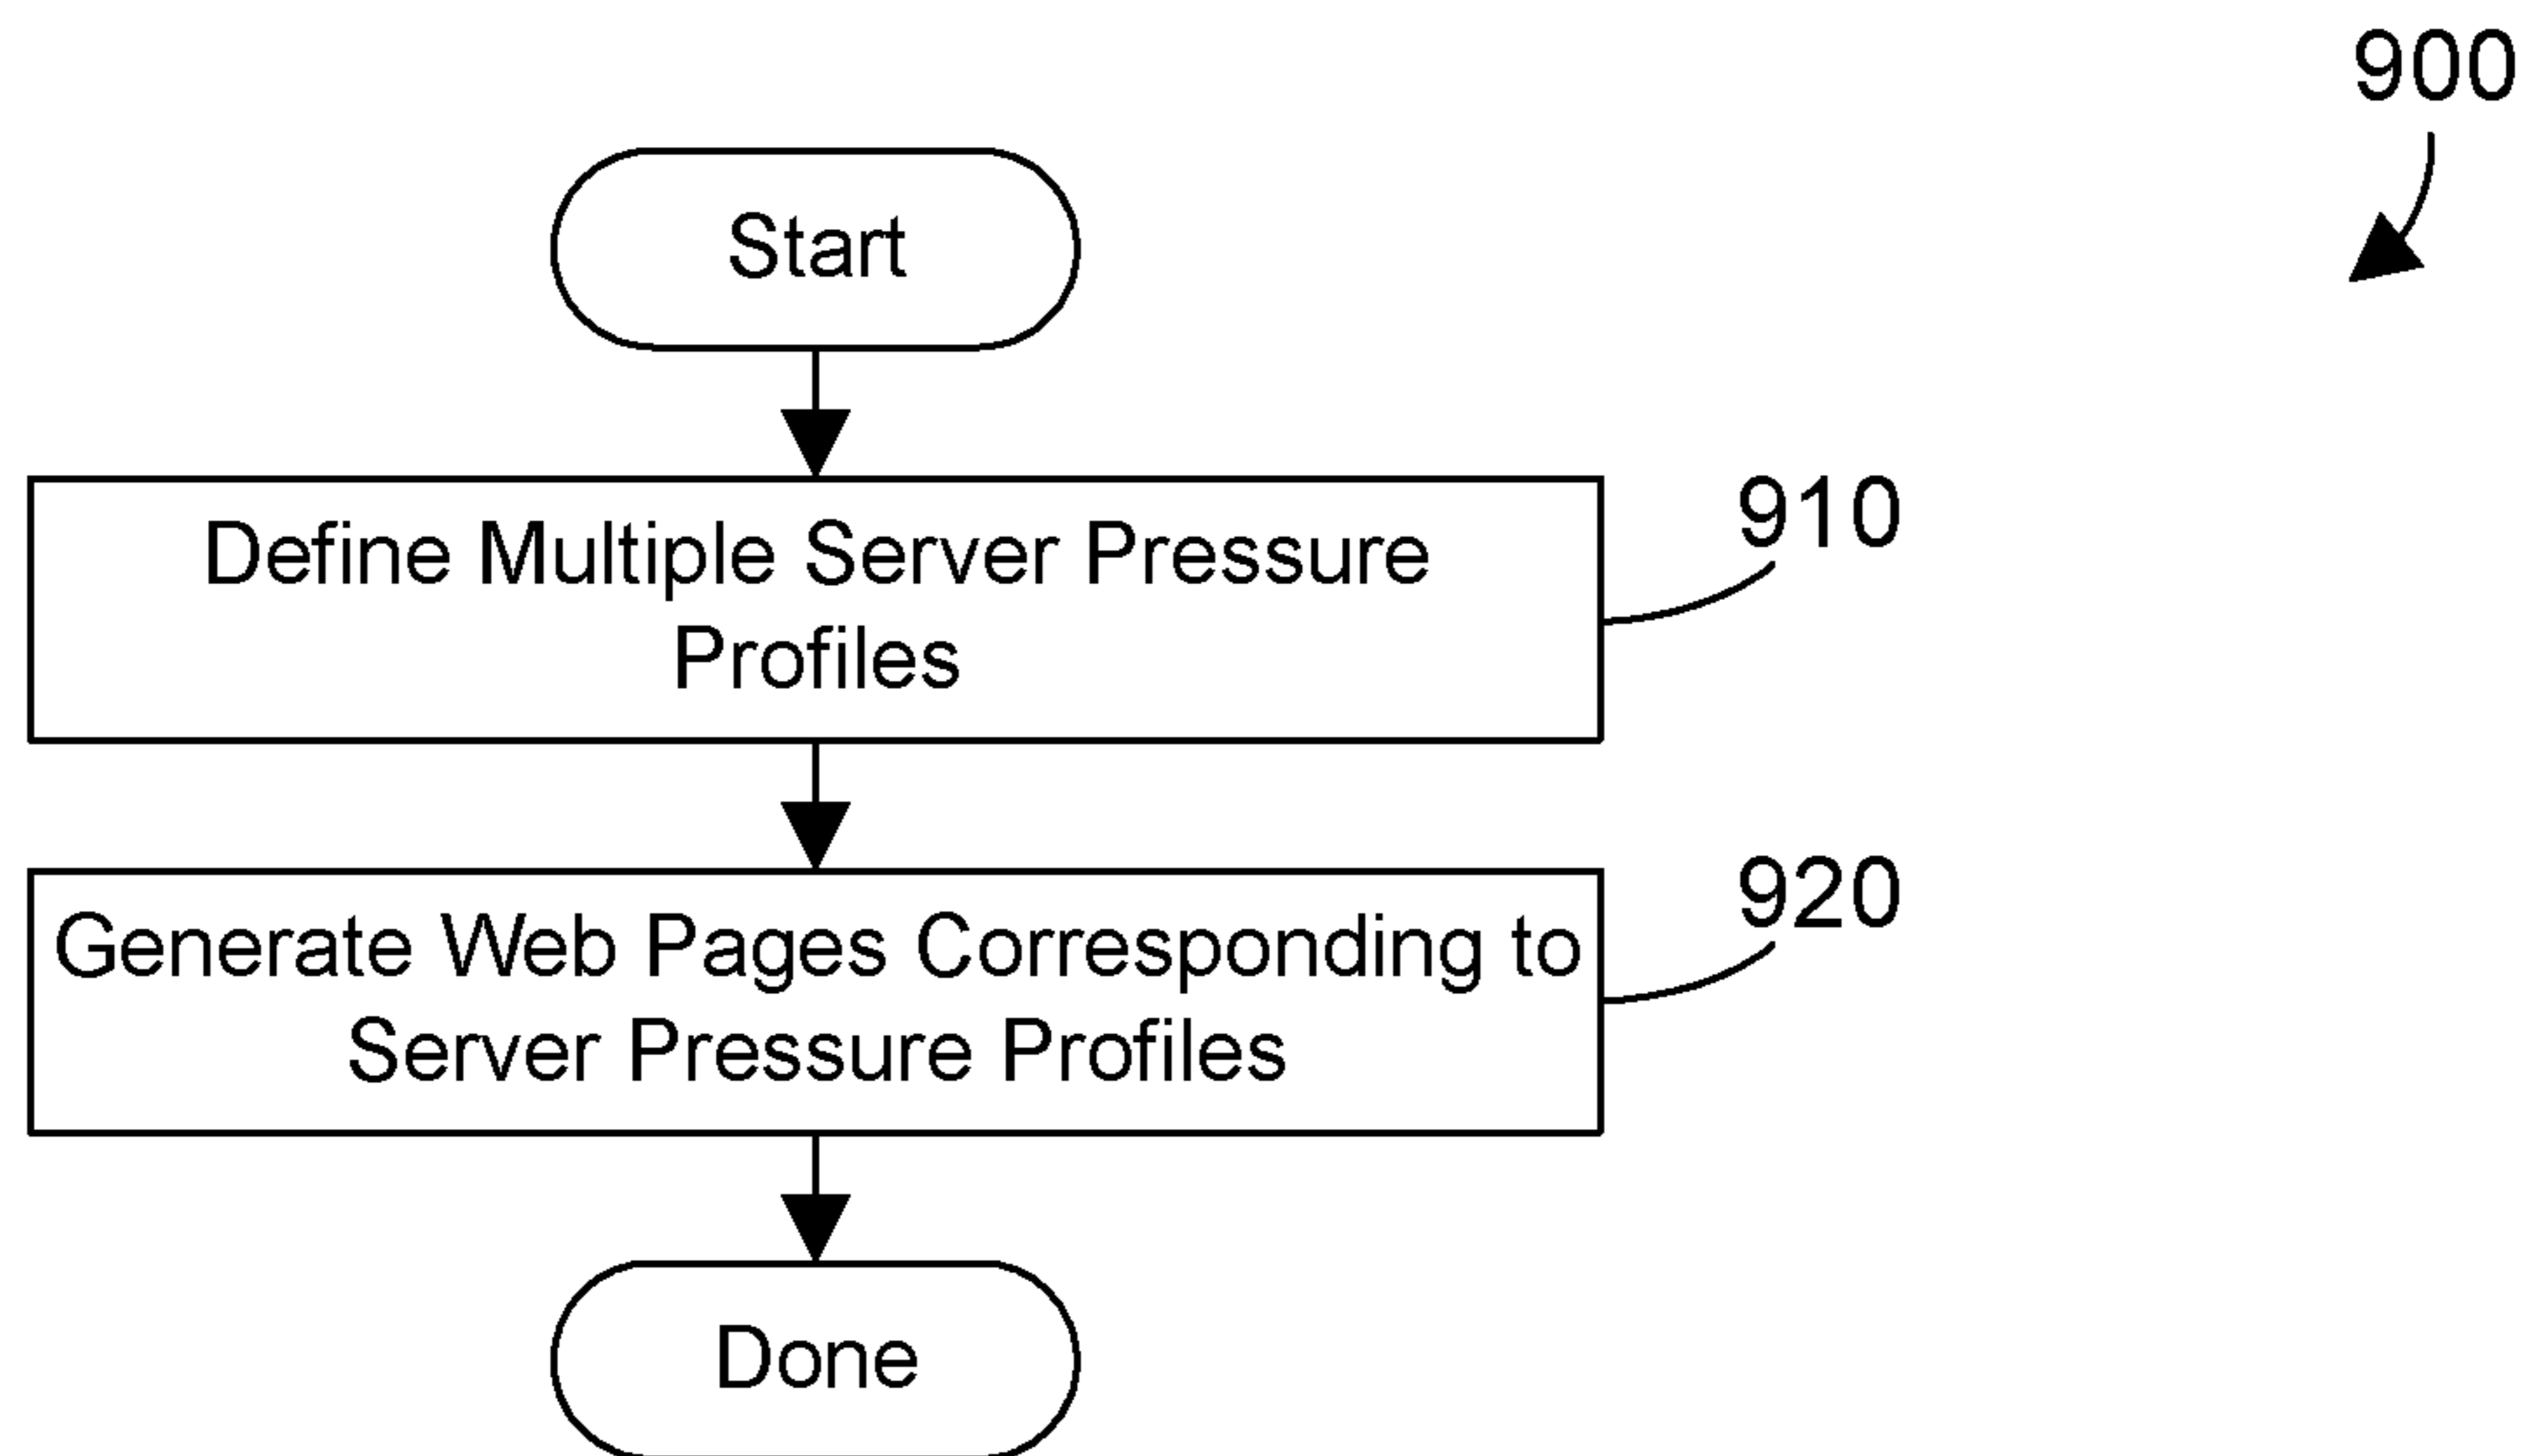 900
Start
Define Multiple Server Pressure
Profiles
910
Generate Web Pages Corresponding to
Server Pressure Profiles
920
Done